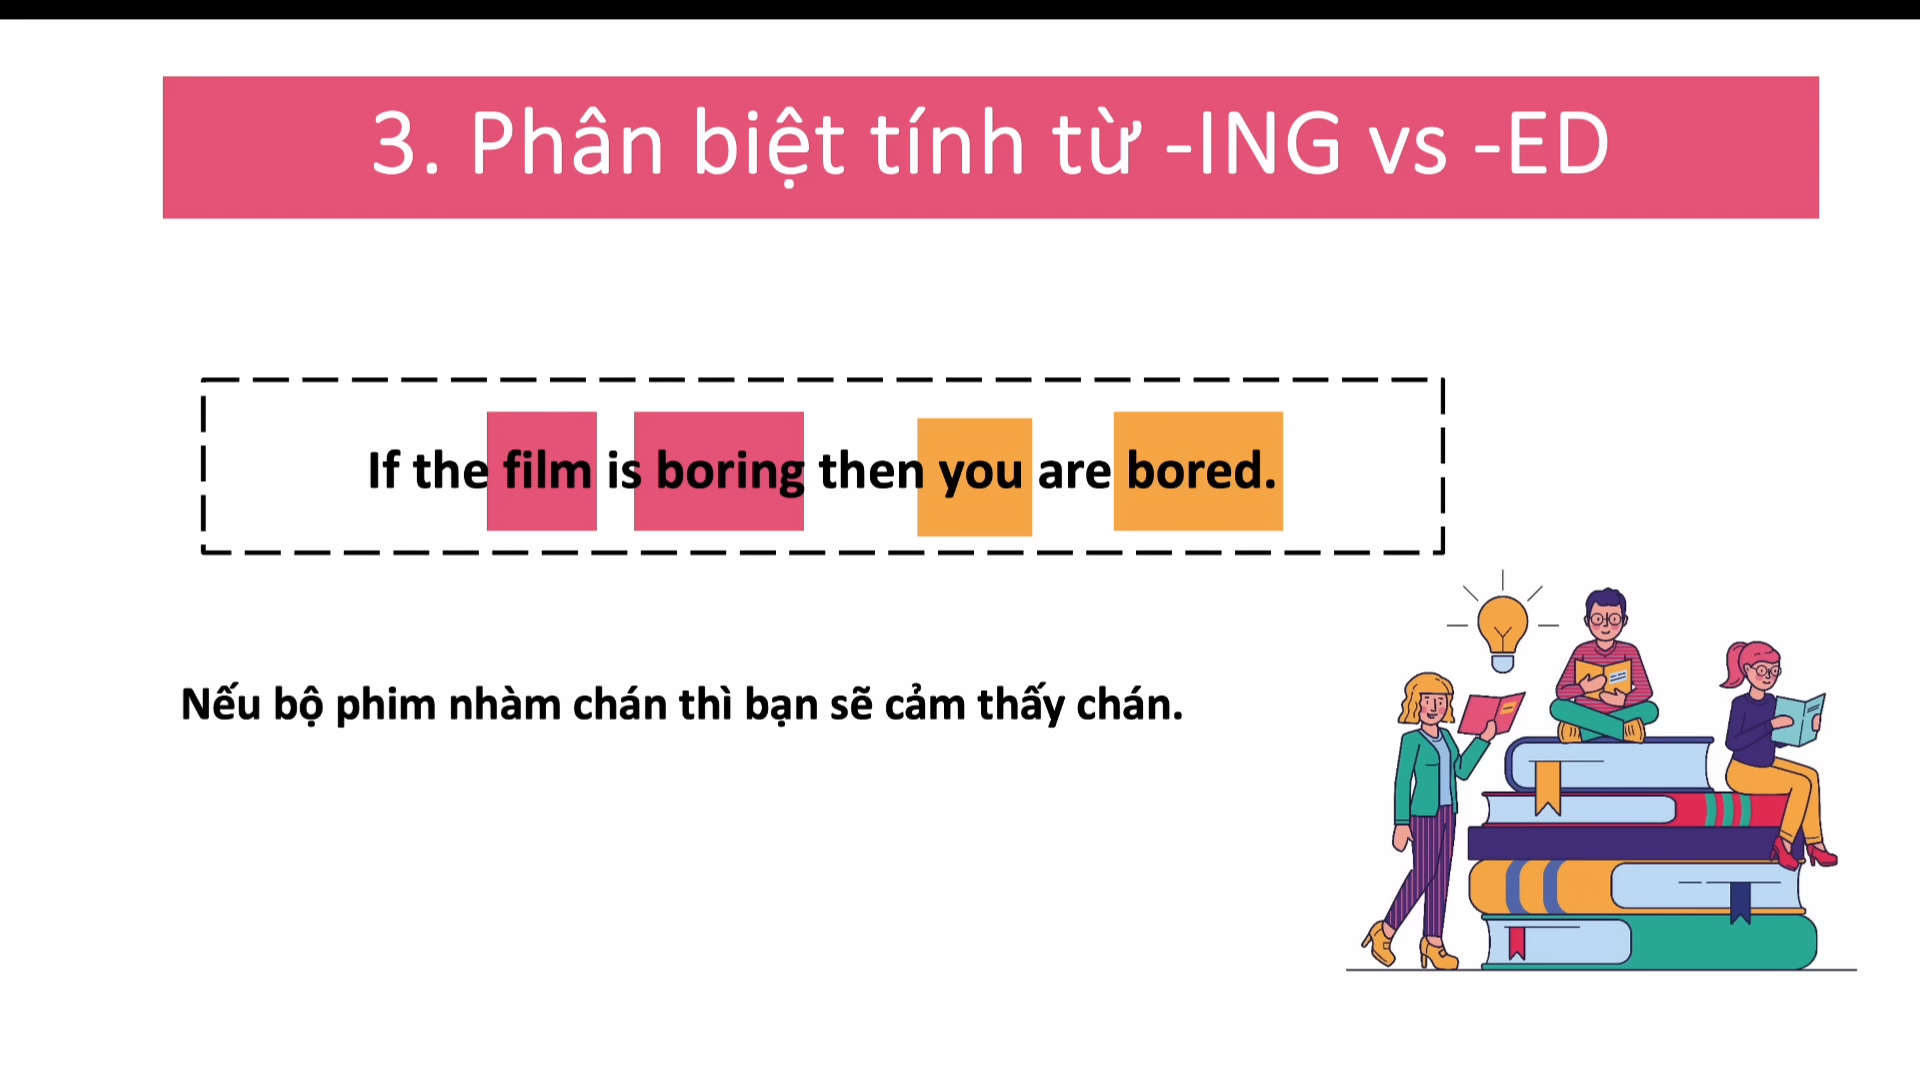 3. Phân biệt tính từ -ING vs -ED
If the film is boring then you are bored.
Nếu bộ phim nhàm chán thì bạn sẽ cảm thấy chán.